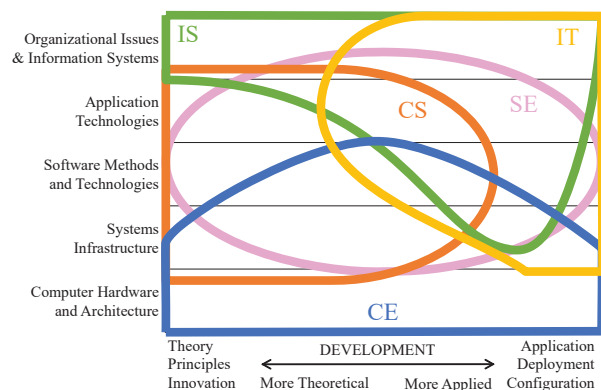 Organizational Issues
& Information Systems
IS
IT
Application
Technologies
CS
SE
Software Methods
and Technologies
Systems
Infrastructure
Computer Hardware
and Architecture
CE
Theory
Principles
Innovation
DEVELOPMENT
More Theoretical
More Applied
Application
Deployment
Configuration